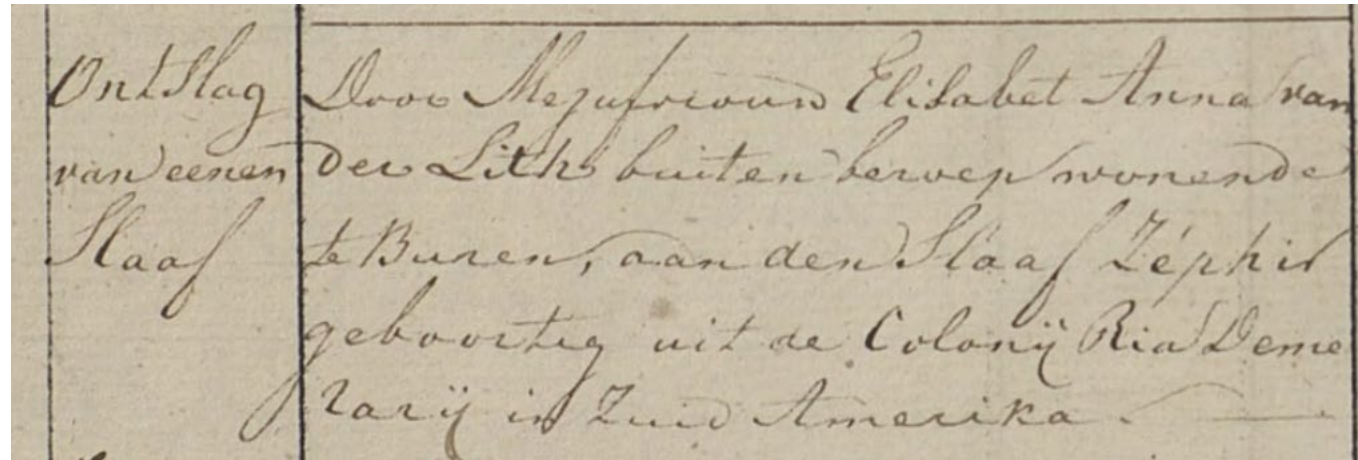 Ontslag
van eenen
Slaaf
Door Mejufvrouw Elisabet Anna van
der Lith buiten beroep wonende
te Buren, aan den Slaaf Zéphir
geboortig uit de Colonij Rio Deme
rarij in Zuid Amerika.